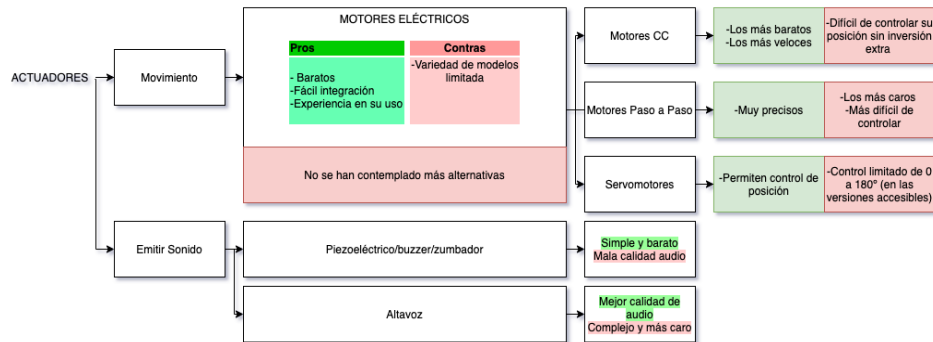 ACTUADORES
Movimiento
MOTORES ELÉCTRICOS
Pros
- Baratos
-Fácil integración
-Experiencia en su uso
Contras
-Variedad de modelos
limitada
No se han contemplado más alternativas
Motores CC
-Los más baratos
-Los más veloces
-Difícil de controlar su
posición sin inversión
extra
Motores Paso a Paso
-Muy precisos
-Los más caros
-Más difícil de
controlar
Servomotores
-Permiten control de
posición
-Control limitado de 0
a 180° (en las
versiones accesibles)
Emitir Sonido
Piezoeléctrico/buzzer/zumbador
Simple y barato
Mala calidad audio
Altavoz
Mejor calidad de
audio
Complejo y más caro